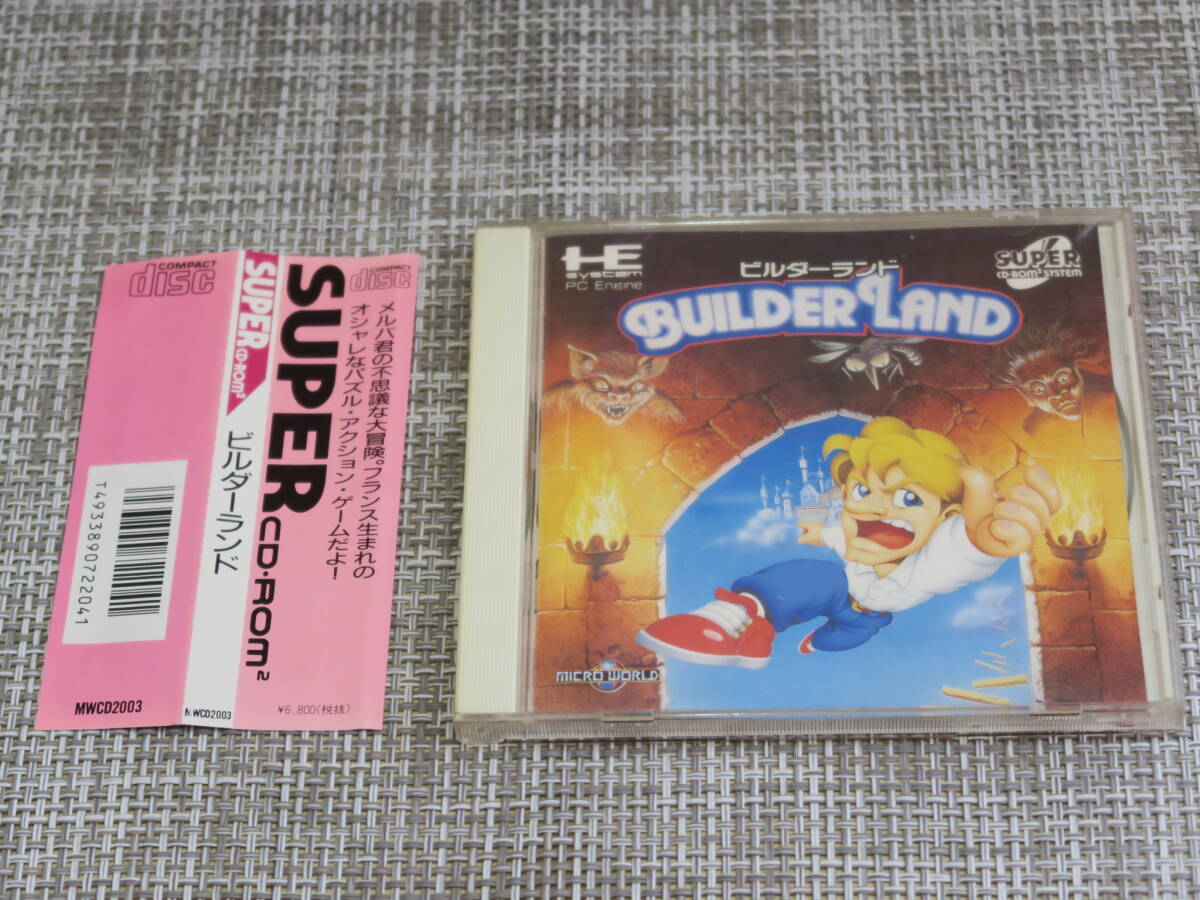 COMPACT
disc
T4933890722041
MWCD2003
SUPER
CD-ROM²
ビルダーランド
MWCD2003
SUPER
CD・ROM²
COMPACT
disc
メルバ君の不思議な大冒険。フランス生まれの
オシャレなパズル・アクション・ゲームだよ!
¥6,800(税抜)
HE
system
PC Engine
ビルダーランド
BUILDER LAND
SUPER
CD-ROM² SYSTEM
MICRO WORLD